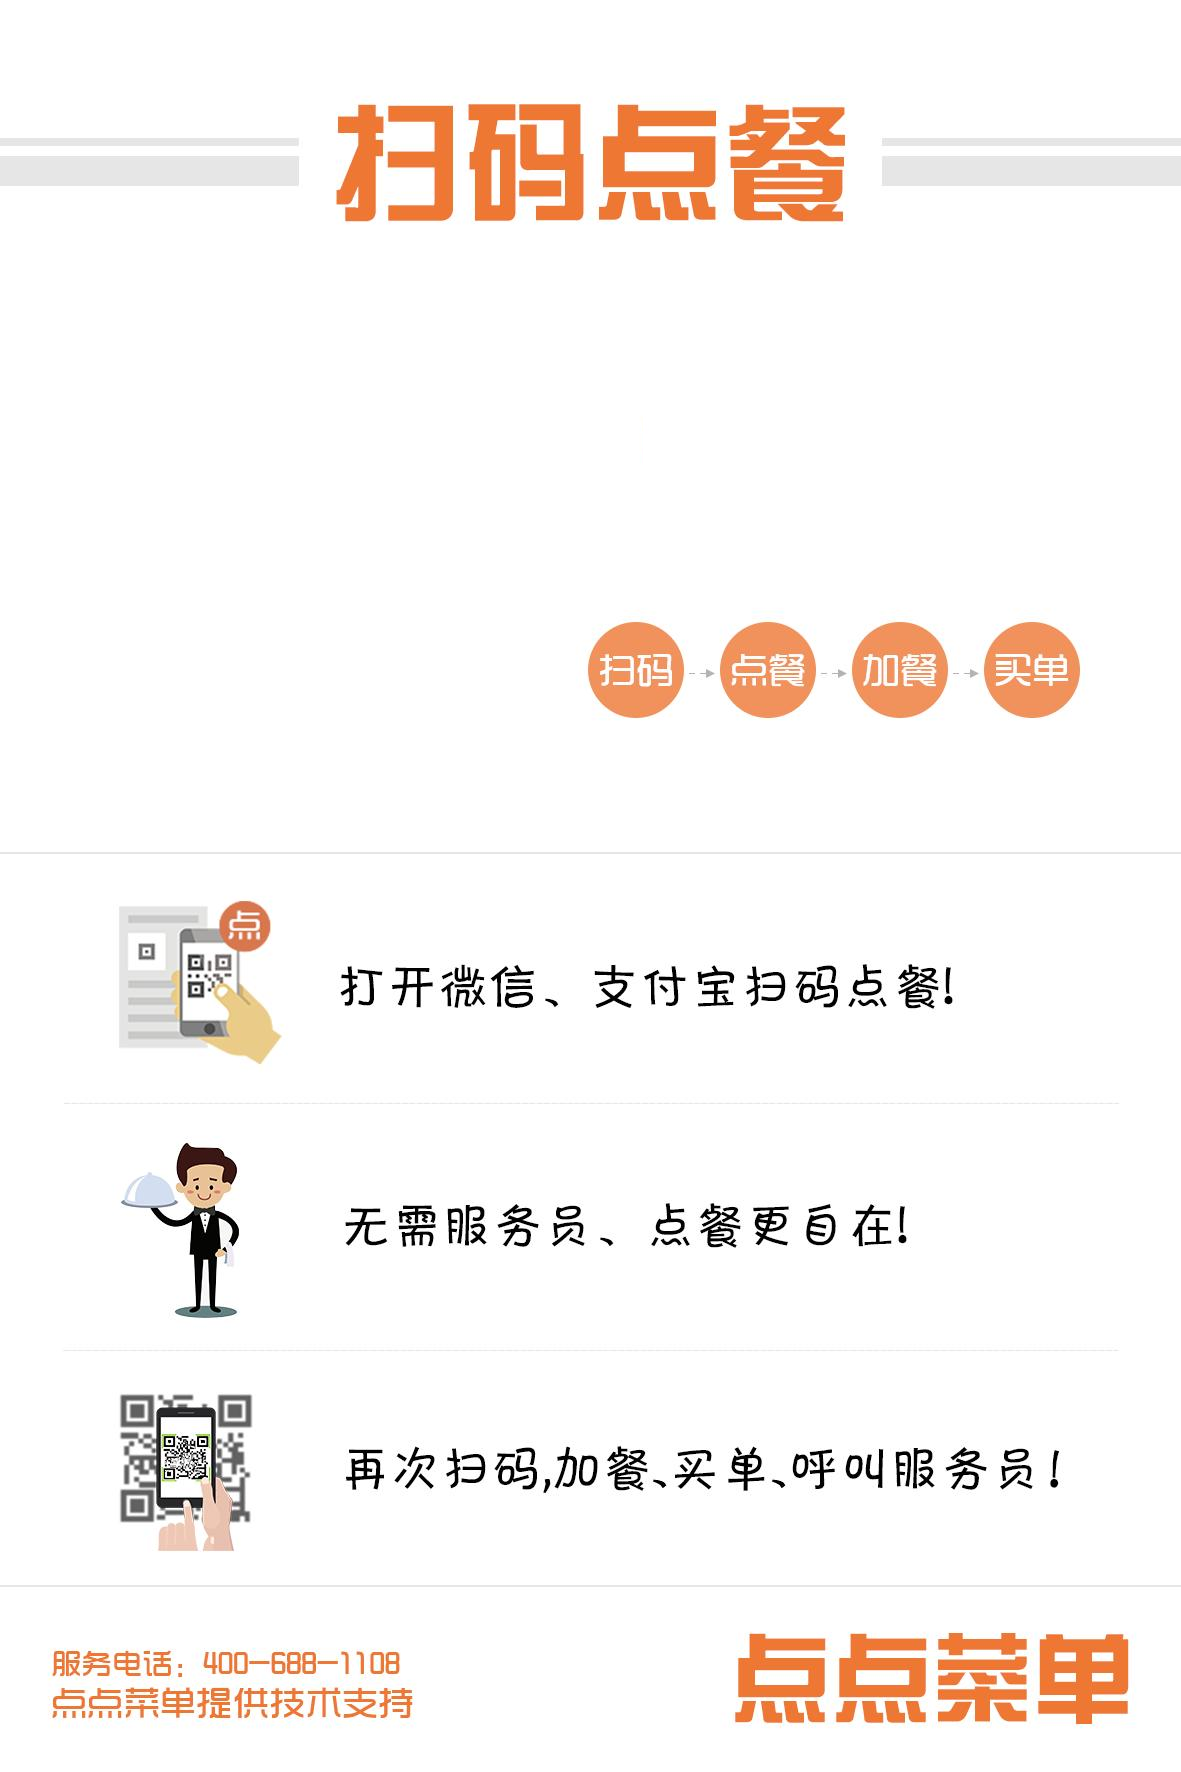 扫码点餐
扫码 点餐 加餐 买单
点
打开微信、支付宝扫码点餐!
无需服务员、点餐更自在!
再次扫码,加餐、买单、呼叫服务员!
服务电话：400-688-1108
点点菜单提供技术支持
点点菜单